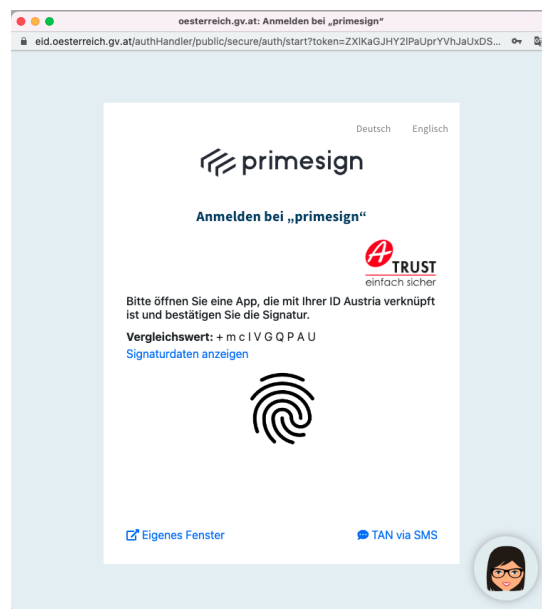 oesterreich.gv.at: Anmelden bei „primesign“
eid.oesterreich.gv.at/authHandler/public/secure/auth/start?token=ZXlKaGJHY2lPaUprYVhJaUxDS...
Deutsch Englisch
primesign
Anmelden bei „primesign“
A TRUST
einfach sicher
Bitte öffnen Sie eine App, die mit Ihrer ID Austria verknüpft
ist und bestätigen Sie die Signatur.
Vergleichswert: + m c I V G Q P A U
Signaturdaten anzeigen
Eigenes Fenster TAN via SMS